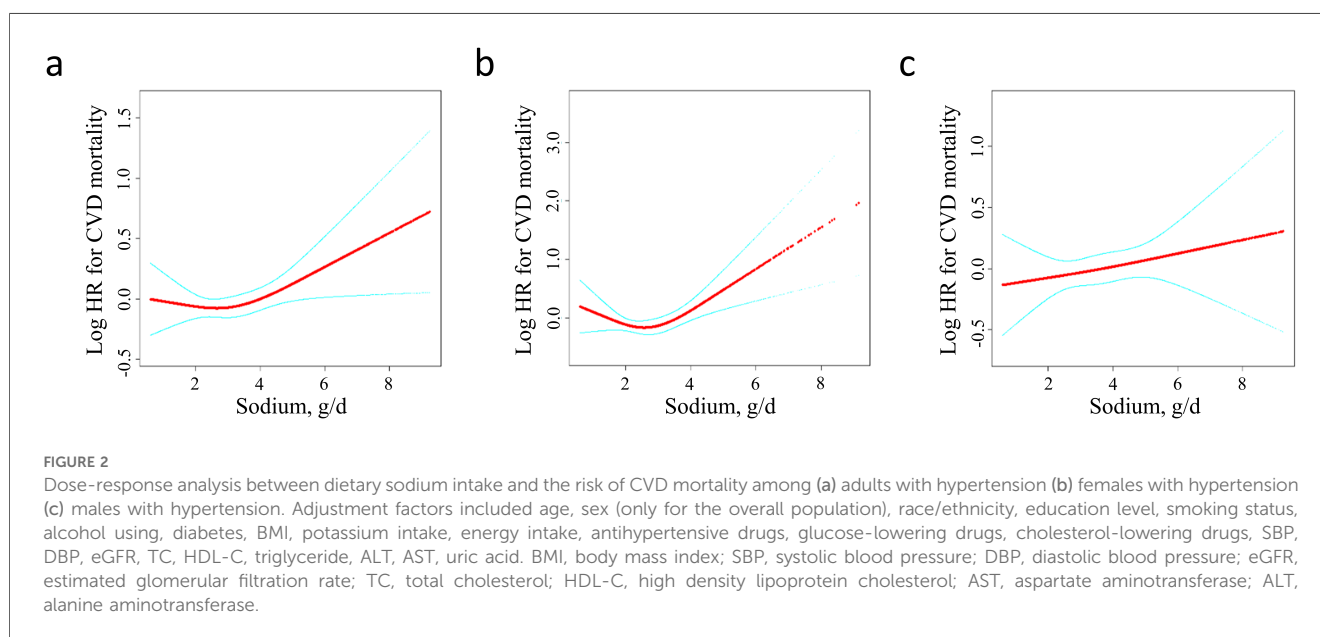 a
b
c
Log HR for CVD mortality
1.5
1.0
0.5
0.0
-0.5
2
4
6
8
Sodium, g/d
Log HR for CVD mortality
3.0
2.0
1.0
0.0
2
4
6
8
Sodium, g/d
Log HR for CVD mortality
1.0
0.5
0.0
-0.5
2
4
6
8
Sodium, g/d
FIGURE 2
Dose-response analysis between dietary sodium intake and the risk of CVD mortality among (a) adults with hypertension (b) females with hypertension
(c) males with hypertension. Adjustment factors included age, sex (only for the overall population), race/ethnicity, education level, smoking status,
alcohol using, diabetes, BMI, potassium intake, energy intake, antihypertensive drugs, glucose-lowering drugs, cholesterol-lowering drugs, SBP,
DBP, eGFR, TC, HDL-C, triglyceride, ALT, AST, uric acid. BMI, body mass index; SBP, systolic blood pressure; DBP, diastolic blood pressure; eGFR,
estimated glomerular filtration rate; TC, total cholesterol; HDL-C, high density lipoprotein cholesterol; AST, aspartate aminotransferase; ALT,
alanine aminotransferase.